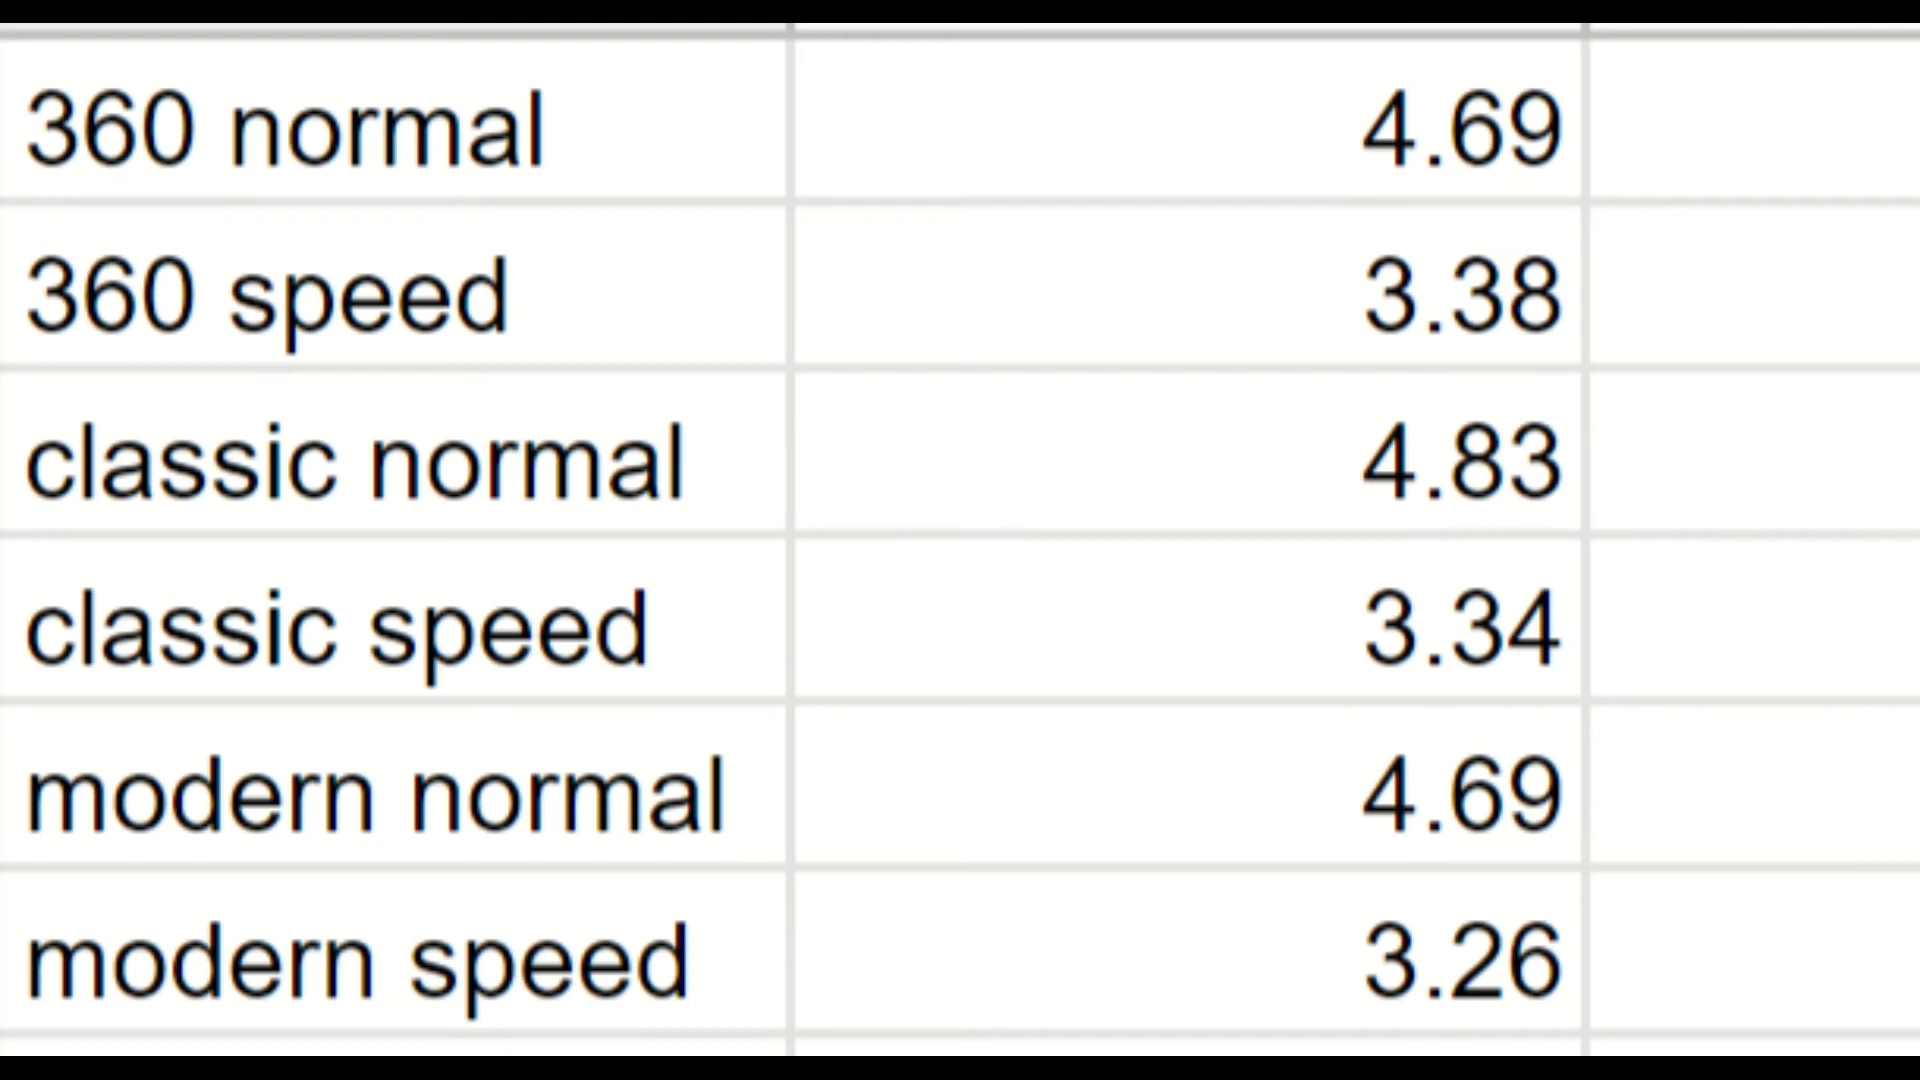 360 normal 4.69
360 speed 3.38
classic normal 4.83
classic speed 3.34
modern normal 4.69
modern speed 3.26